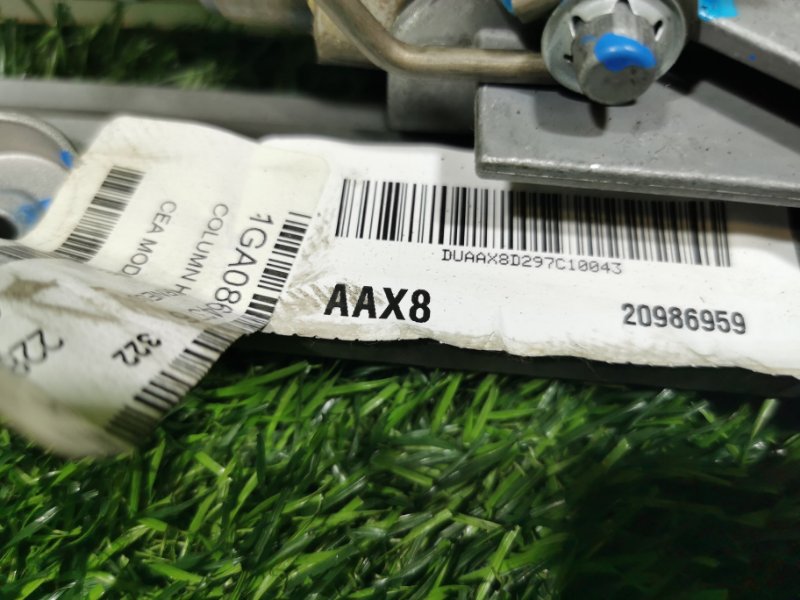 DUAAX8D297C10043
AAX8
20986959
1GA08
COLUMN
CEA MOD
322